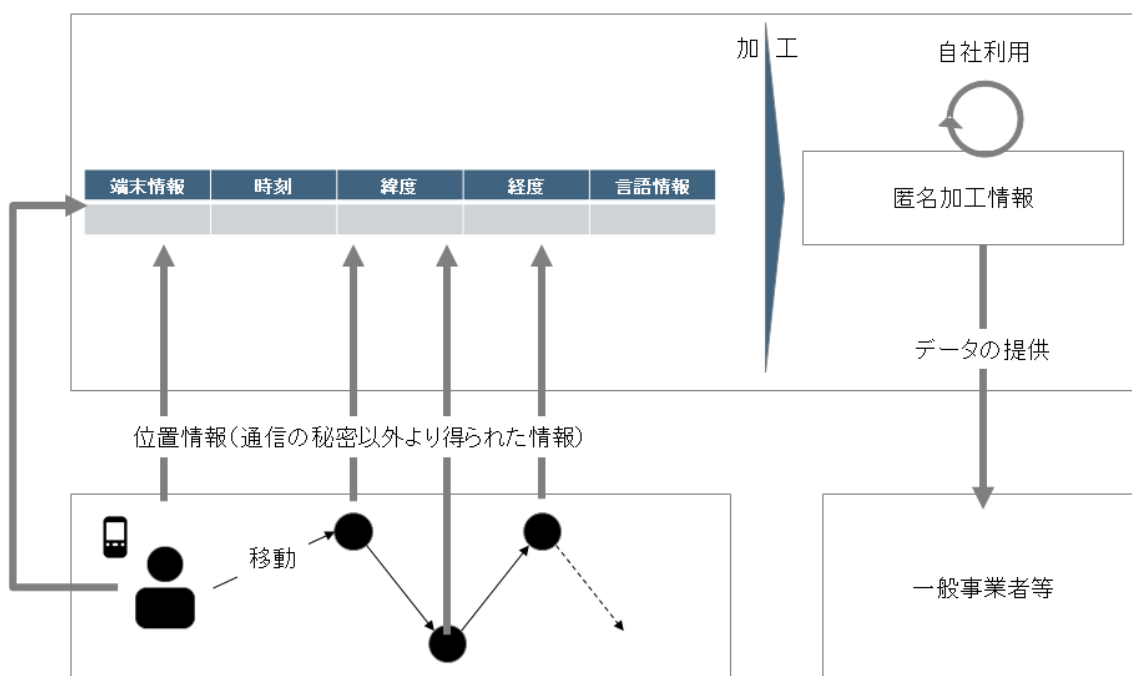 加工
自社利用
端末情報 時刻 緯度 経度 言語情報
匿名加工情報
データの提供
位置情報(通信の秘密以外より得られた情報)
移動
一般事業者等